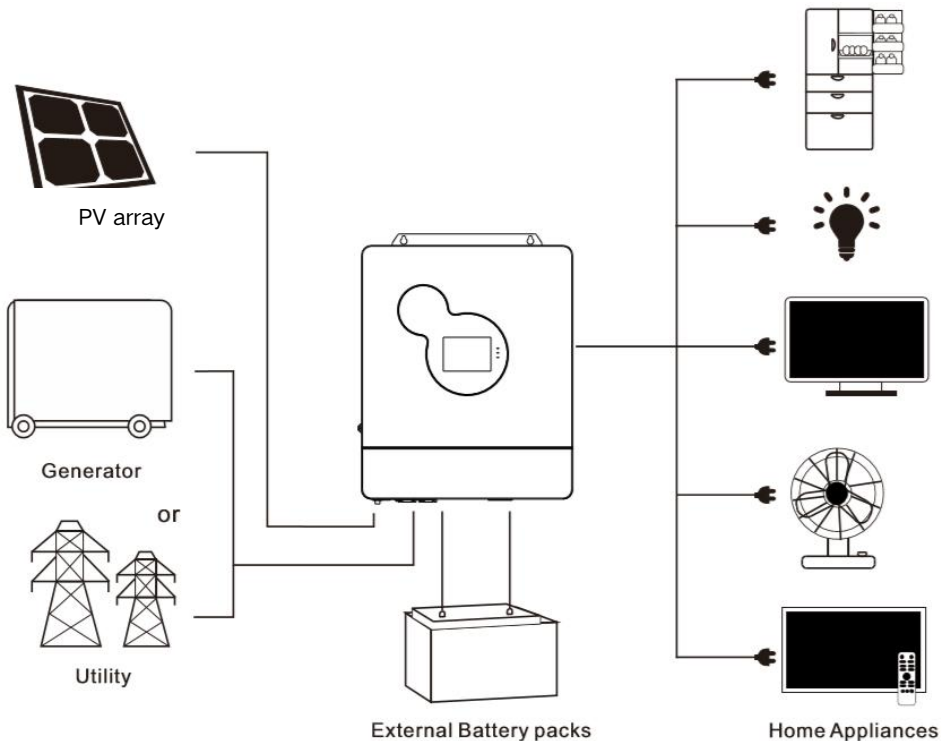 PV array
Generator
or
Utility
External Battery packs
Home Appliances